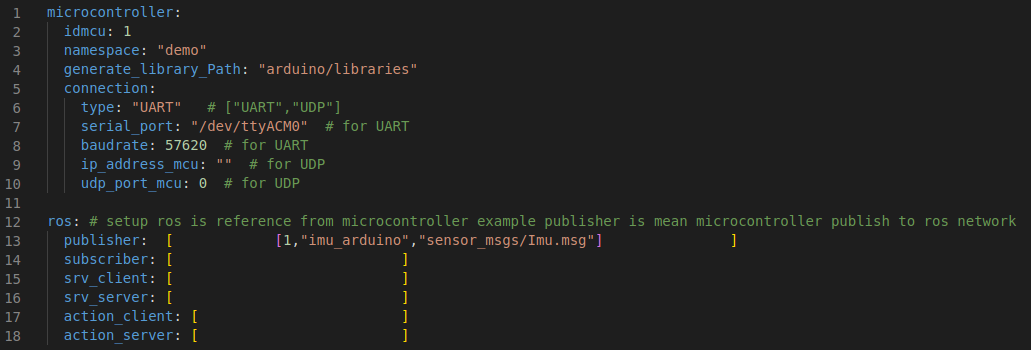 1 microcontroller:
2 idmcu: 1
3 namespace: "demo"
4 generate_library_Path: "arduino/libraries"
5 connection:
6 type: "UART" # ["UART","UDP"]
7 serial_port: "/dev/ttyACM0" # for UART
8 baudrate: 57620 # for UART
9 ip_address_mcu: "" # for UDP
10 udp_port_mcu: 0 # for UDP
11
12 ros: # setup ros is reference from microcontroller example publisher is mean microcontroller publish to ros network
13 publisher: [ [1,"imu_arduino","sensor_msgs/Imu.msg"] ]
14 subscriber: [ ]
15 srv_client: [ ]
16 srv_server: [ ]
17 action_client: [ ]
18 action_server: [ ]